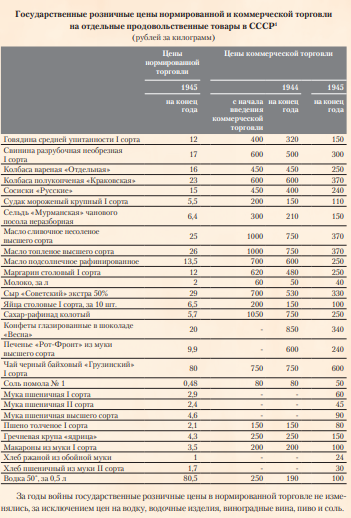 Государственные розничные цены нормированной и коммерческой торговли
на отдельные продовольственные товары в СССР⁴
(рублей за килограмм)
Цены нормированной торговли Цены коммерческой торговли
1945 1944 1945
на конец года с начала введения коммерческой торговли на конец года на конец года
Говядина средней упитанности I сорта 12 400 320 150
Свинина разрубочная необрезная
I сорта 17 600 500 300
Колбаса вареная «Отдельная» 16 450 450 250
Колбаса полукопченая «Краковская» 23 600 600 370
Сосиски «Русские» 15 450 400 240
Судак мороженый крупный I сорта 5,5 200 150 110
Сельдь «Мурманская» чанового
посола неразборная 6,4 300 210 150
Масло сливочное несоленое
высшего сорта 25 1000 750 370
Масло топленое высшего сорта 26 1000 750 370
Масло подсолнечное рафинированное 13,5 700 600 250
Маргарин столовый I сорта 12 620 480 250
Молоко, за л 2 60 50 40
Сыр «Советский» экстра 50% 29 700 530 330
Яйца столовые I сорта, за 10 шт. 6,5 200 150 100
Сахар-рафинад колотый 5,7 1050 750 250
Конфеты глазированные в шоколаде
«Весна» 20 - 850 340
Печенье «Рот-Фронт» из муки
высшего сорта 9,9 - 600 240
Чай черный байховый «Грузинский»
I сорта 80 750 750 600
Соль помола № 1 0,48 80 80 50
Мука пшеничная I сорта 2,9 - - 60
Мука пшеничная II сорта 2,4 - - 45
Мука пшеничная высшего сорта 4,6 - - 90
Пшено толченое I сорта 2,1 150 150 80
Гречневая крупа «ядрица» 4,3 250 250 150
Макароны из муки I сорта 3,5 200 200 100
Хлеб ржаной из обойной муки 1 - - 24
Хлеб пшеничный из муки II сорта 1,7 - - 30
Водка 50°, за 0,5 л 80,5 250 190 100
За годы войны государственные розничные цены в нормированной торговле не изме-
нялись, за исключением цен на водку, водочные изделия, виноградные вина, пиво и соль.